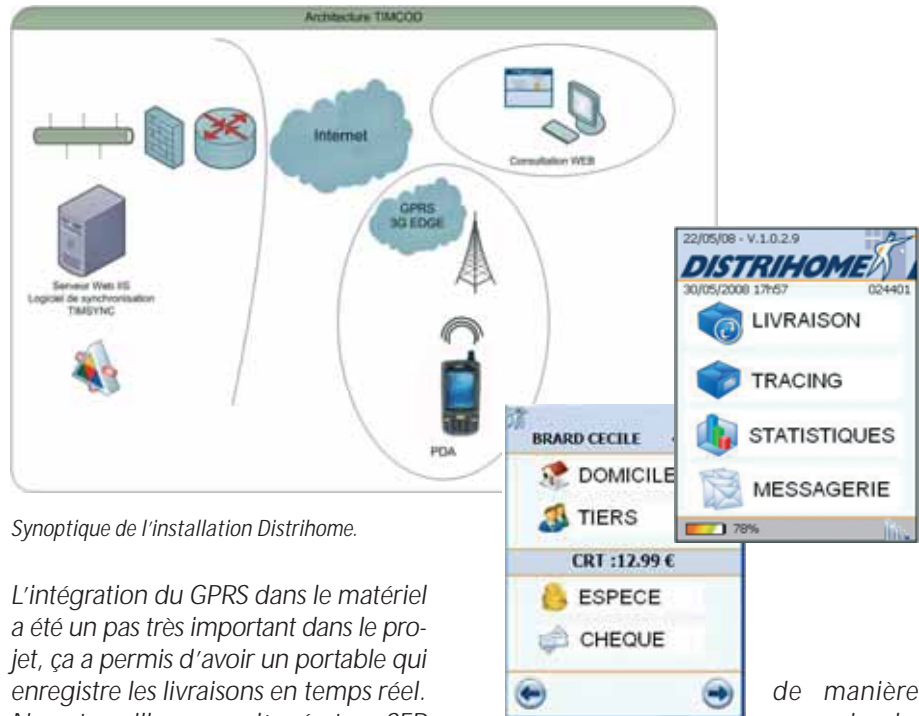 Architecture TIMCOD
Internet
Consultation WEB
GPRS
3G EDGE
Serveur Web IIS
Logiciel de synchronisation
TIMSYNC
PDA
22/05/08 - V.1.0.2.9
DISTRIHOME
30/05/2008 17h57 024401
LIVRAISON
TRACING
STATISTIQUES
MESSAGERIE
78%
BRARD CECILE
DOMICILE
TIERS
CRT :12.99 €
ESPECE
CHEQUE
Synoptique de l'installation Distrihome.
L'intégration du GPRS dans le matériel
a été un pas très important dans le pro-
jet, ça a permis d'avoir un portable qui
enregistre les livraisons en temps réel.
de manière